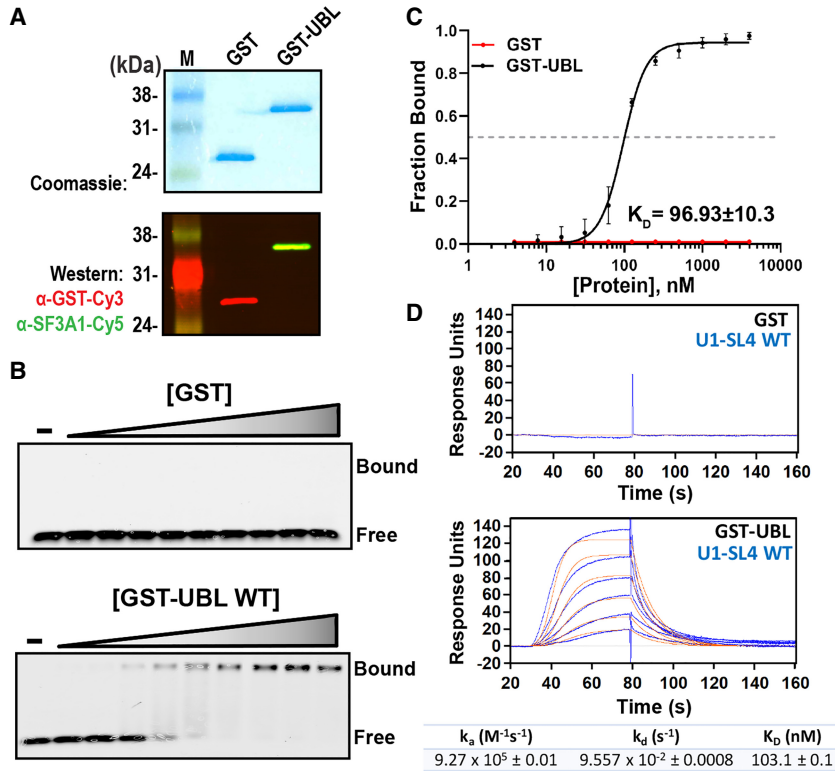 A
(kDa)
M
GST
GST-UBL
38-
31-
24-
Coomassie:
38-
Western:
31-
α-GST-Cy3
α-SF3A1-Cy5
24-
B
[GST]
-
Bound
Free
[GST-UBL WT]
-
Bound
Free
C
GST
GST-UBL
1.0
0.8
0.6
0.4
0.2
0.0
Fraction Bound
K_D= 96.93±10.3
1 10 100 1000 10000
[Protein], nM
D
GST
U1-SL4 WT
140
120
100
80
60
40
20
0
-20
Response Units
20 40 60 80 100 120 140 160
Time (s)
GST-UBL
U1-SL4 WT
140
120
100
80
60
40
20
0
-20
Response Units
20 40 60 80 100 120 140 160
Time (s)
kₐ (M⁻¹s⁻¹) k_d (s⁻¹) K_D (nM)
9.27 x 10⁵ ± 0.01 9.557 x 10⁻² ± 0.0008 103.1 ± 0.1